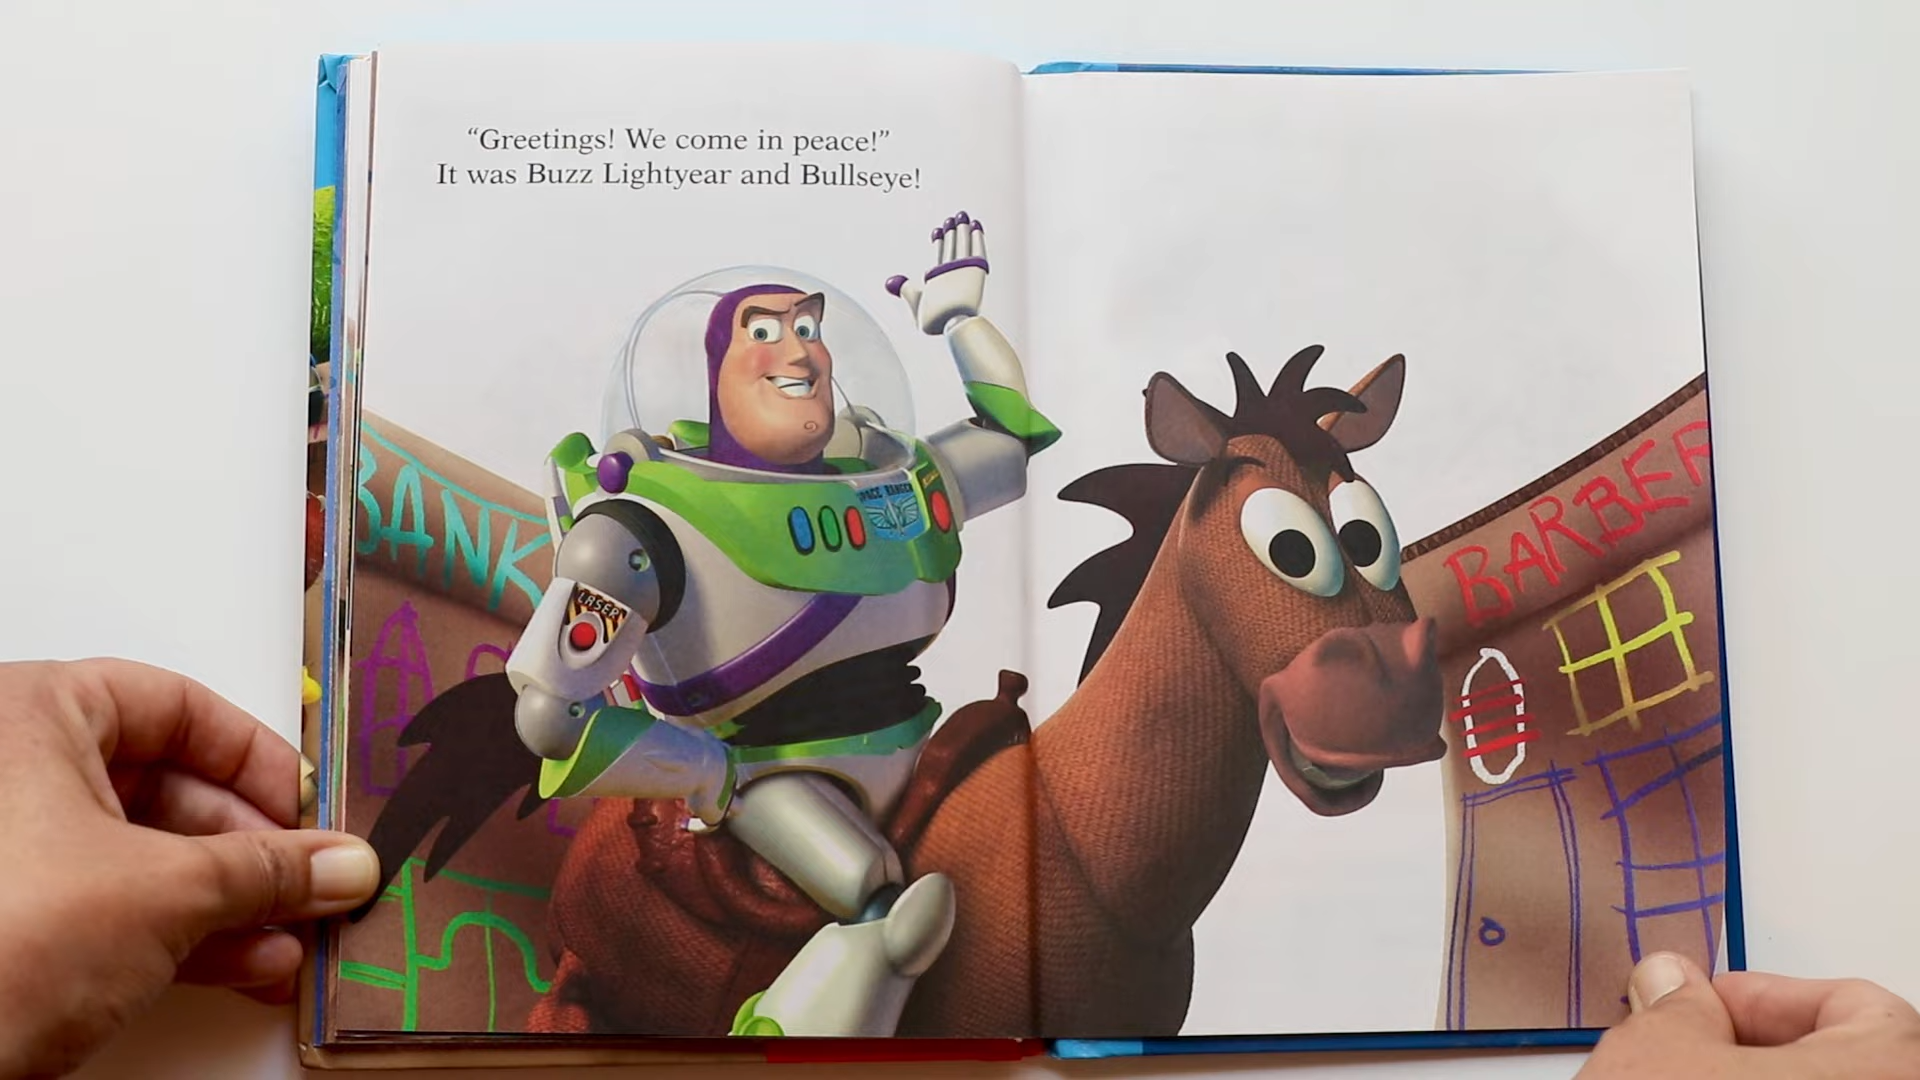 “Greetings! We come in peace!”
It was Buzz Lightyear and Bullseye!
BANK
SPACE RANGER
LASER
BARBER